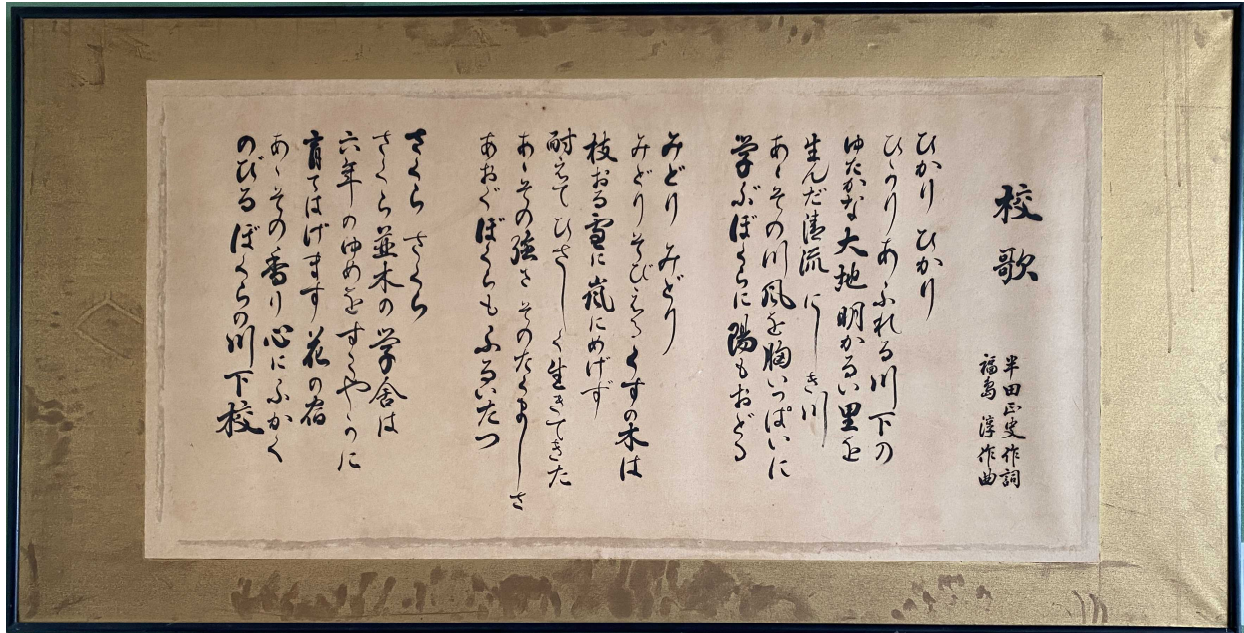 校歌
半田正史作詞
福島淳作曲
ひかり ひかり
ひかりあふれる川下の
ゆたかな大地明かるい里を
生んだ清流 にしき川
あゝその川風を胸いっぱいに
学ぶぼくらに陽もおどる
みどり みどり
みどりそびえるくすの木は
枝おる雪に嵐にめげず
耐えてひさしく生きてきた
あゝその強さ そのたくましさ
あおぐぼくらもふるいたつ
さくら さくら
さくら並木の学舎は
六年のゆめをすこやかに
育てはげます花の宿
あゝその香り心にふかく
のびるぼくらの川下校